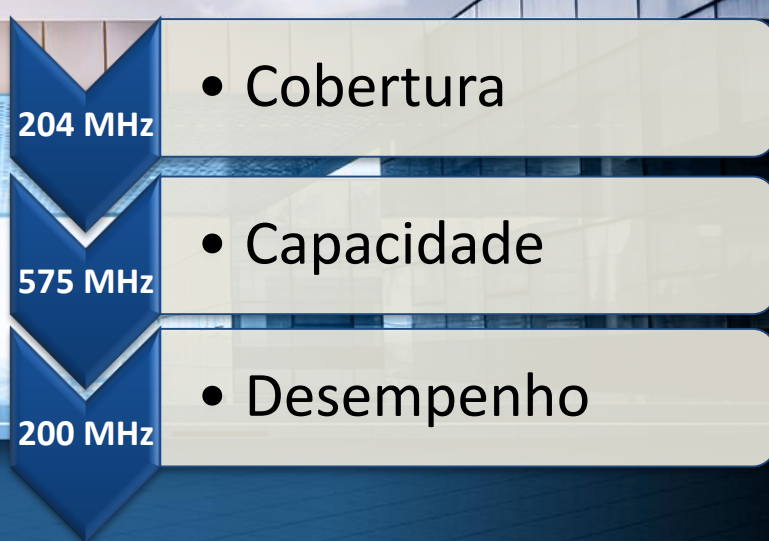 204 MHz
• Cobertura
575 MHz
• Capacidade
200 MHz
• Desempenho